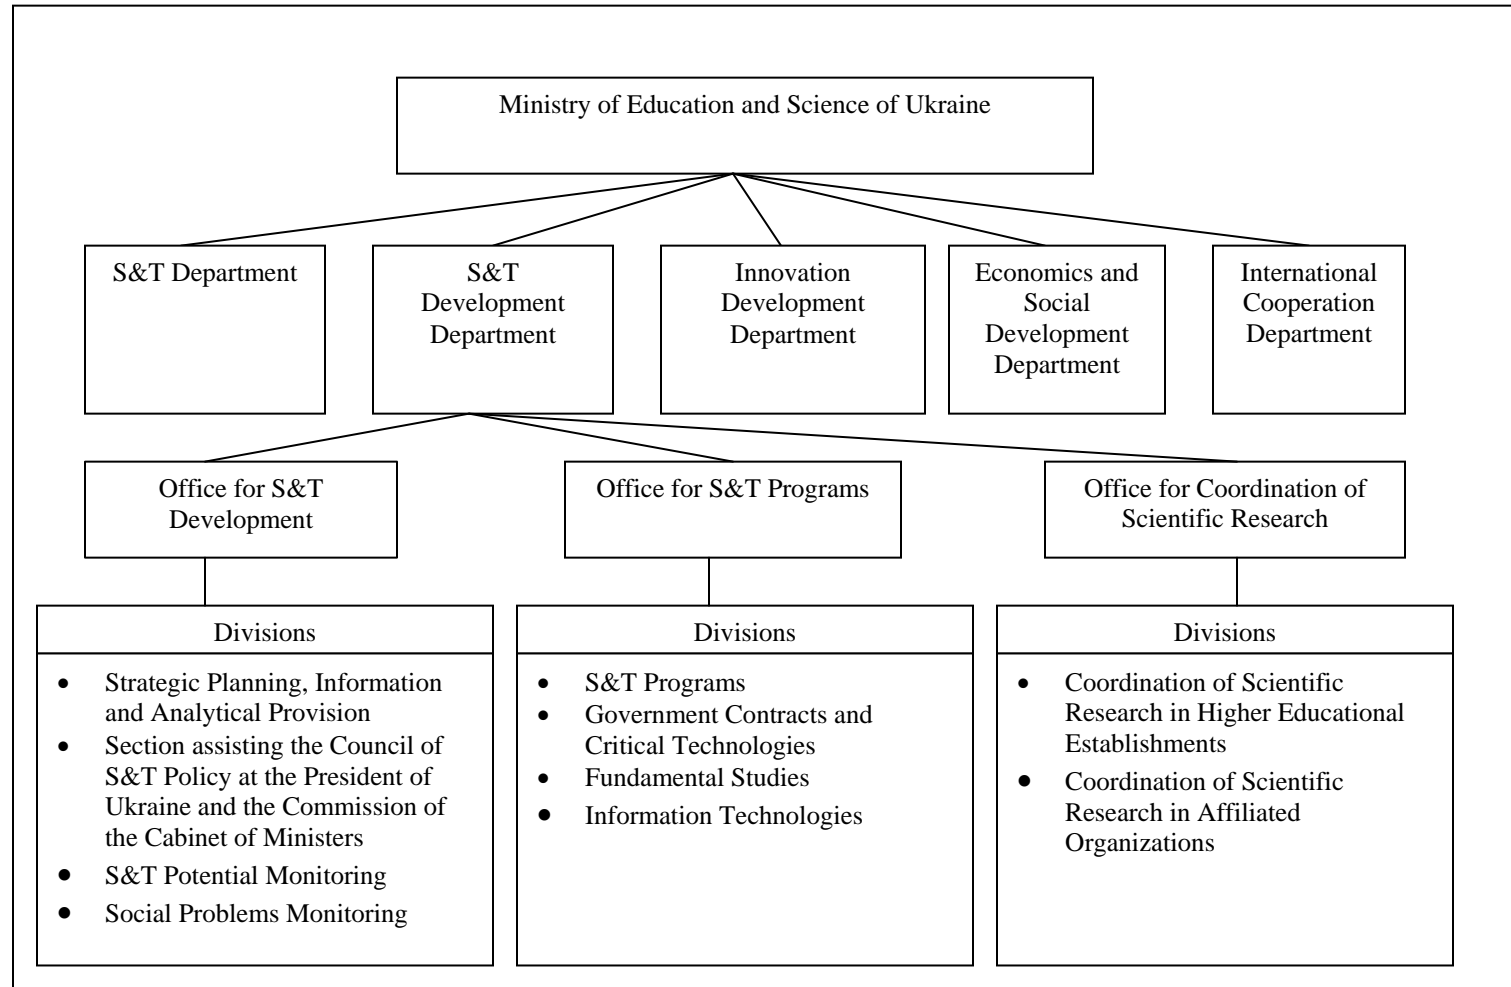 Ministry of Education and Science of Ukraine
S&T Department
S&T
Development
Department
Innovation
Development
Department
Economics and
Social
Development
Department
International
Cooperation
Department
Office for S&T
Development
Office for S&T Programs
Office for Coordination of
Scientific Research
Divisions
• Strategic Planning, Information
and Analytical Provision
• Section assisting the Council of
S&T Policy at the President of
Ukraine and the Commission of
the Cabinet of Ministers
• S&T Potential Monitoring
• Social Problems Monitoring
Divisions
• S&T Programs
• Government Contracts and
Critical Technologies
• Fundamental Studies
• Information Technologies
Divisions
• Coordination of Scientific
Research in Higher Educational
Establishments
• Coordination of Scientific
Research in Affiliated
Organizations